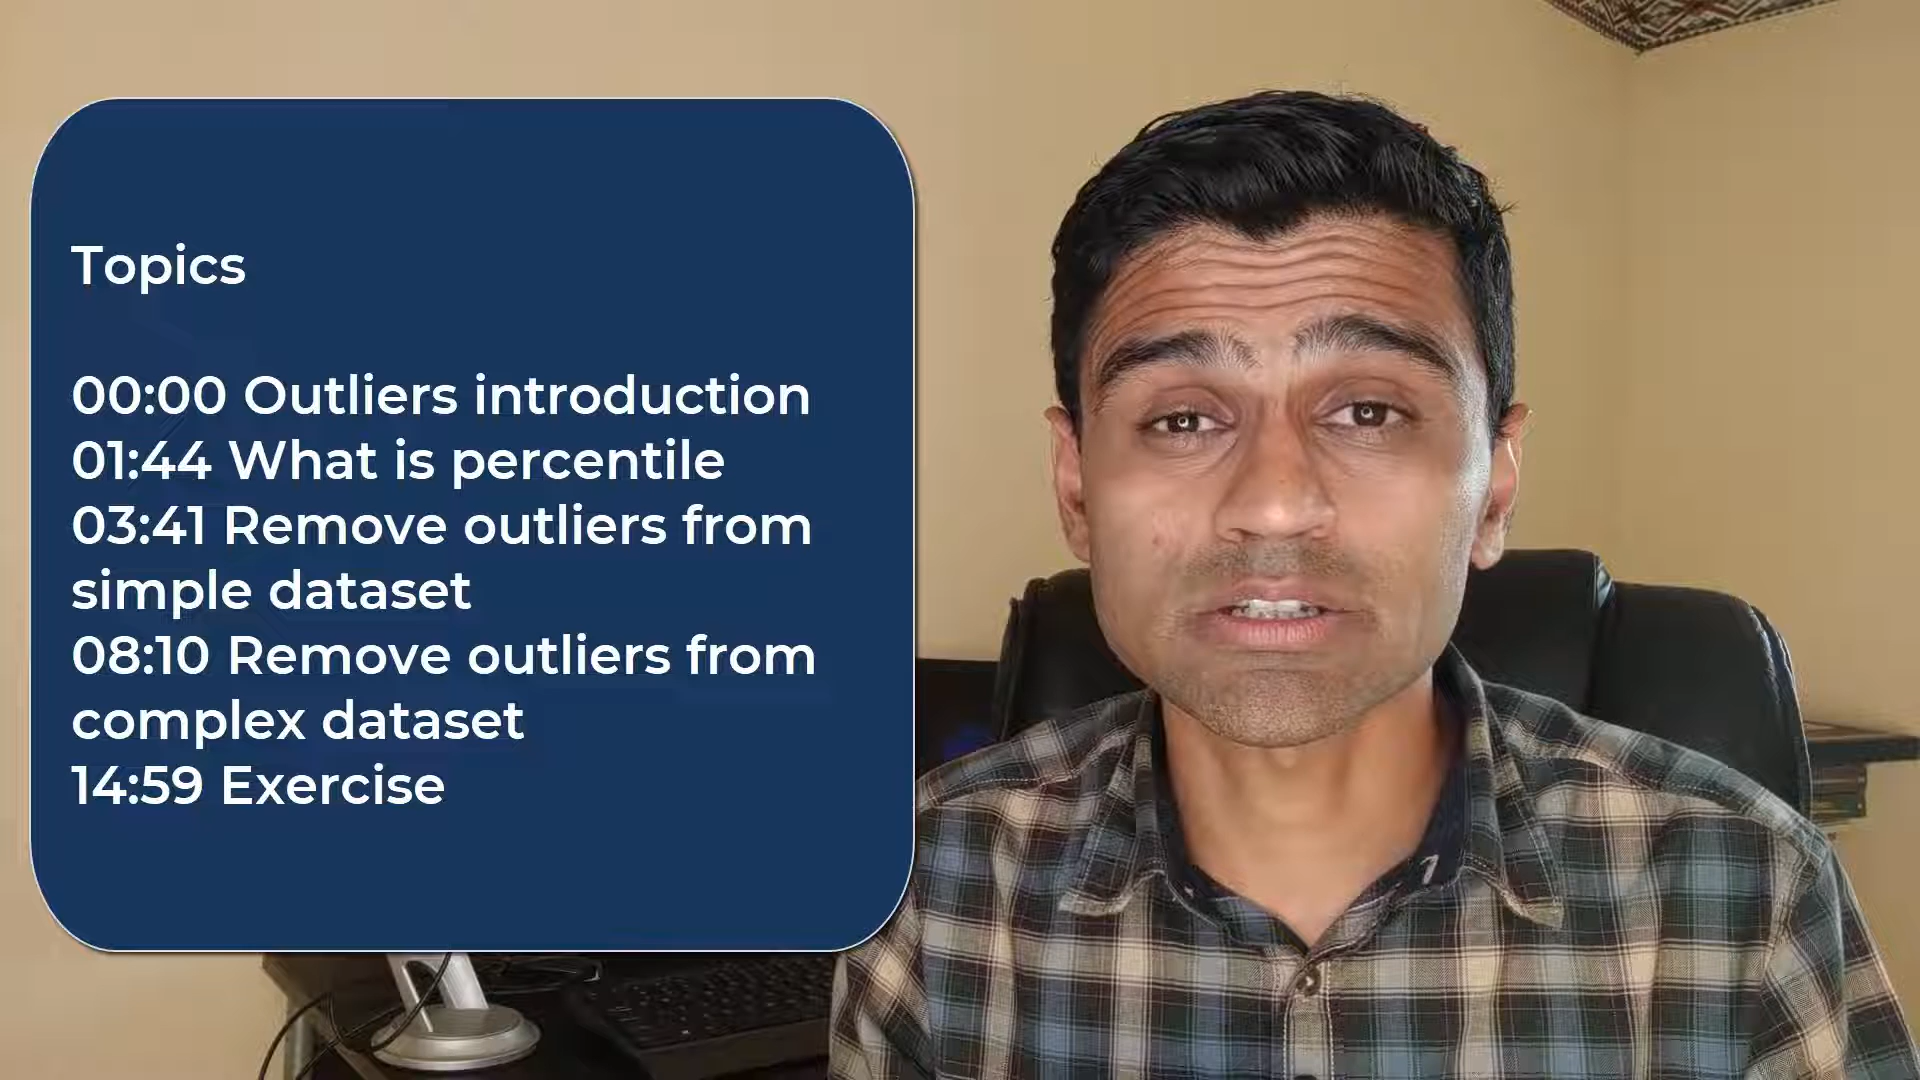 Topics
00:00 Outliers introduction
01:44 What is percentile
03:41 Remove outliers from
simple dataset
08:10 Remove outliers from
complex dataset
14:59 Exercise